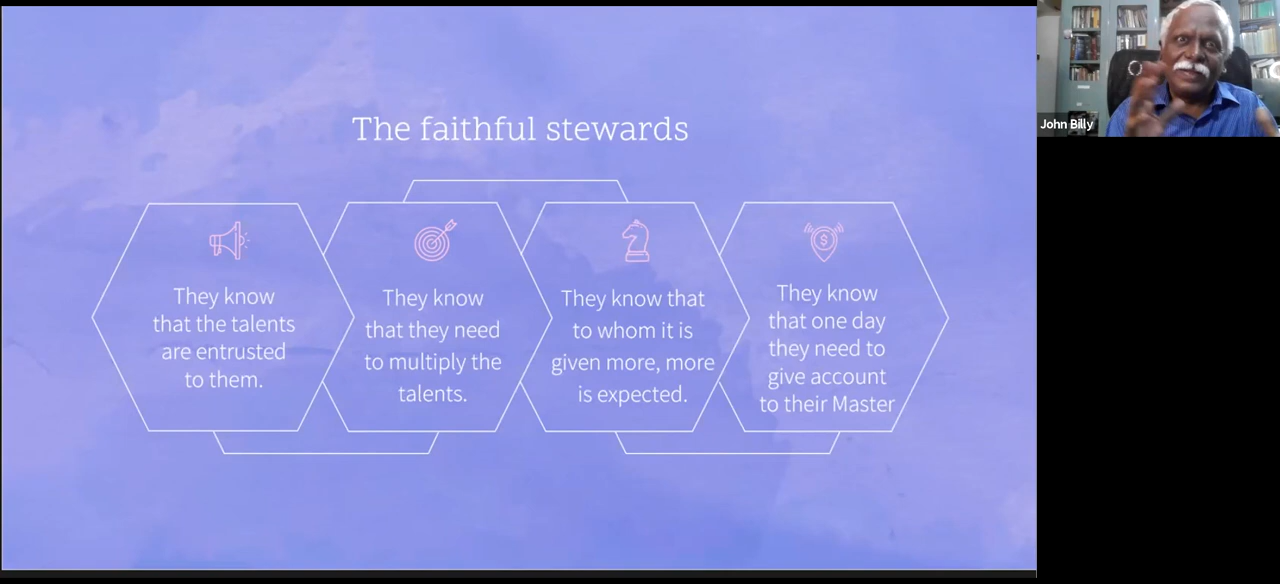 The faithful stewards
They know
that the talents
are entrusted
to them.
They know
that they need
to multiply the
talents.
They know that
to whom it is
given more, more
is expected.
$
They know
that one day
they need to
give account
to their Master
John Billy